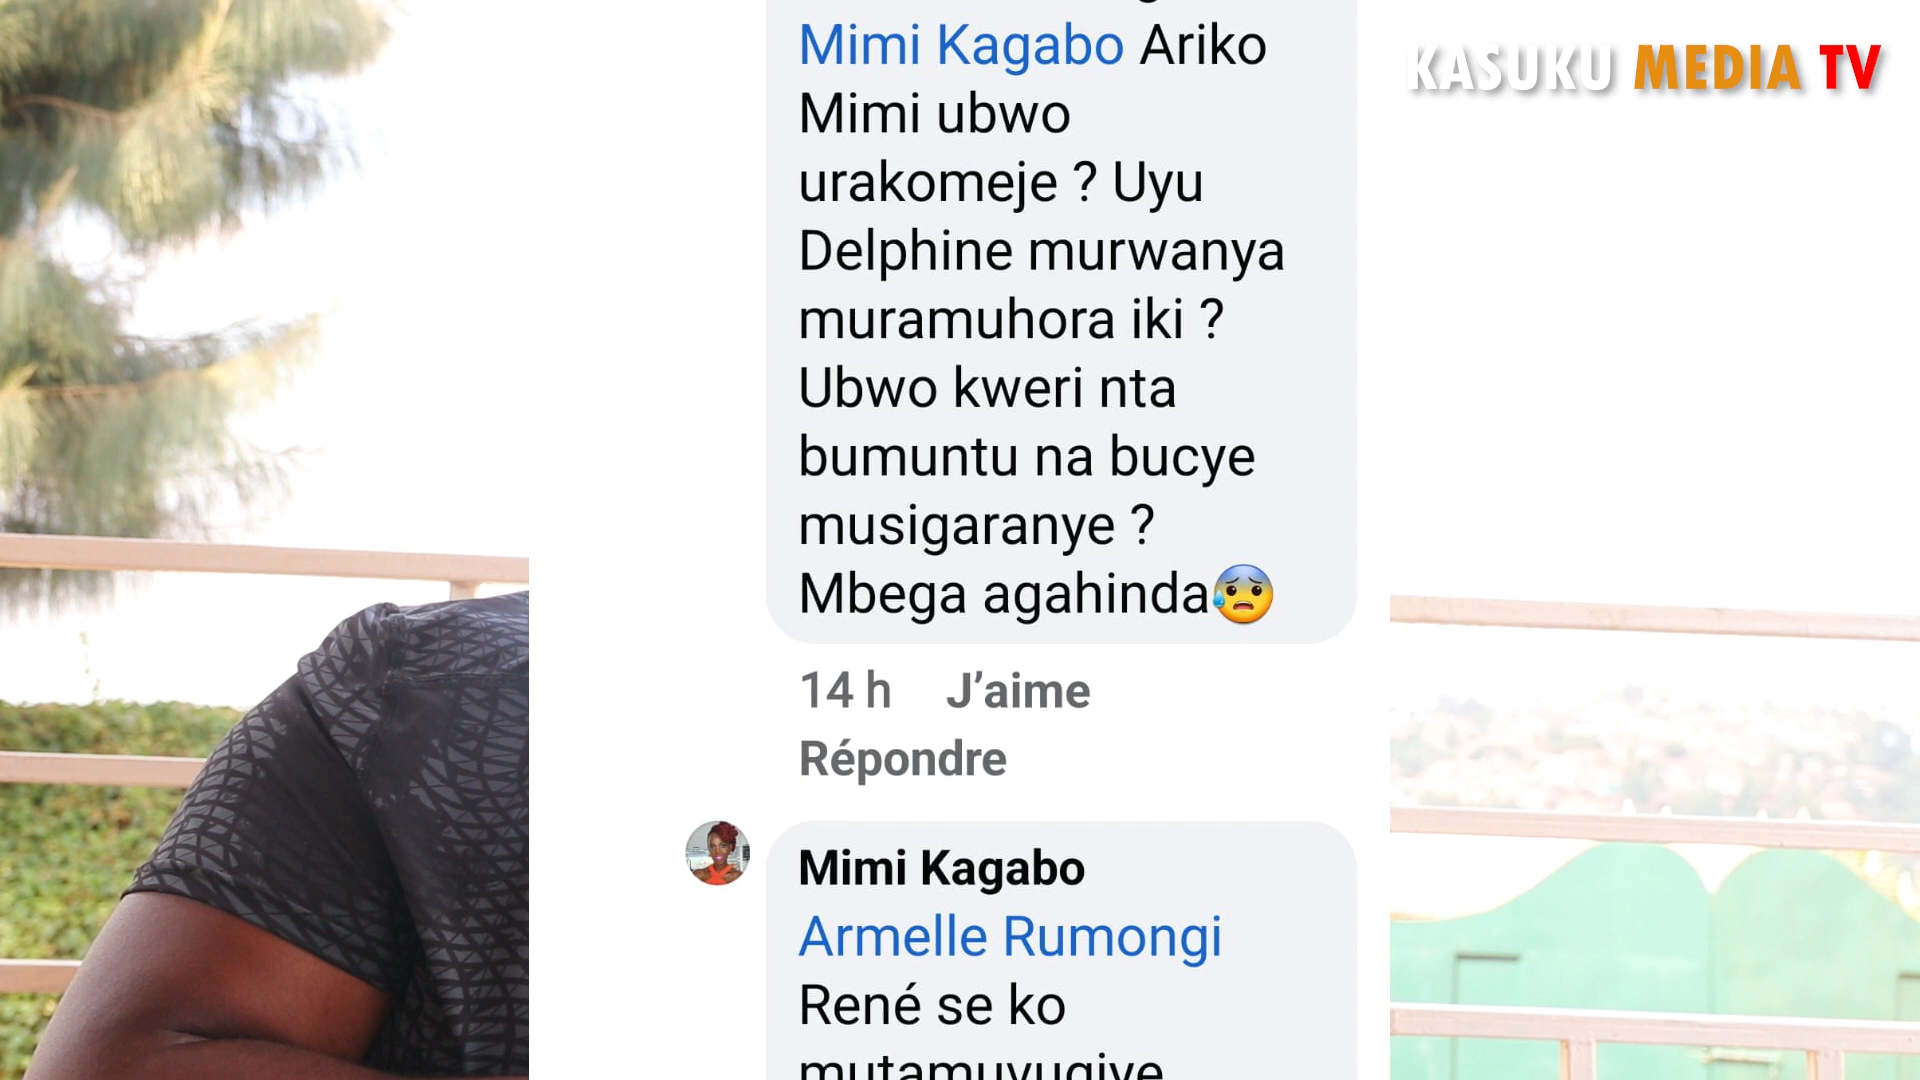 KASUKU MEDIA TV
Mimi Kagabo Ariko
Mimi ubwo
urakomeje ? Uyu
Delphine murwanya
muramuhora iki ?
Ubwo kweri nta
bumuntu na bucye
musigaranye ?
Mbega agahinda😰
14 h J’aime
Répondre
Mimi Kagabo
Armelle Rumongi
René se ko